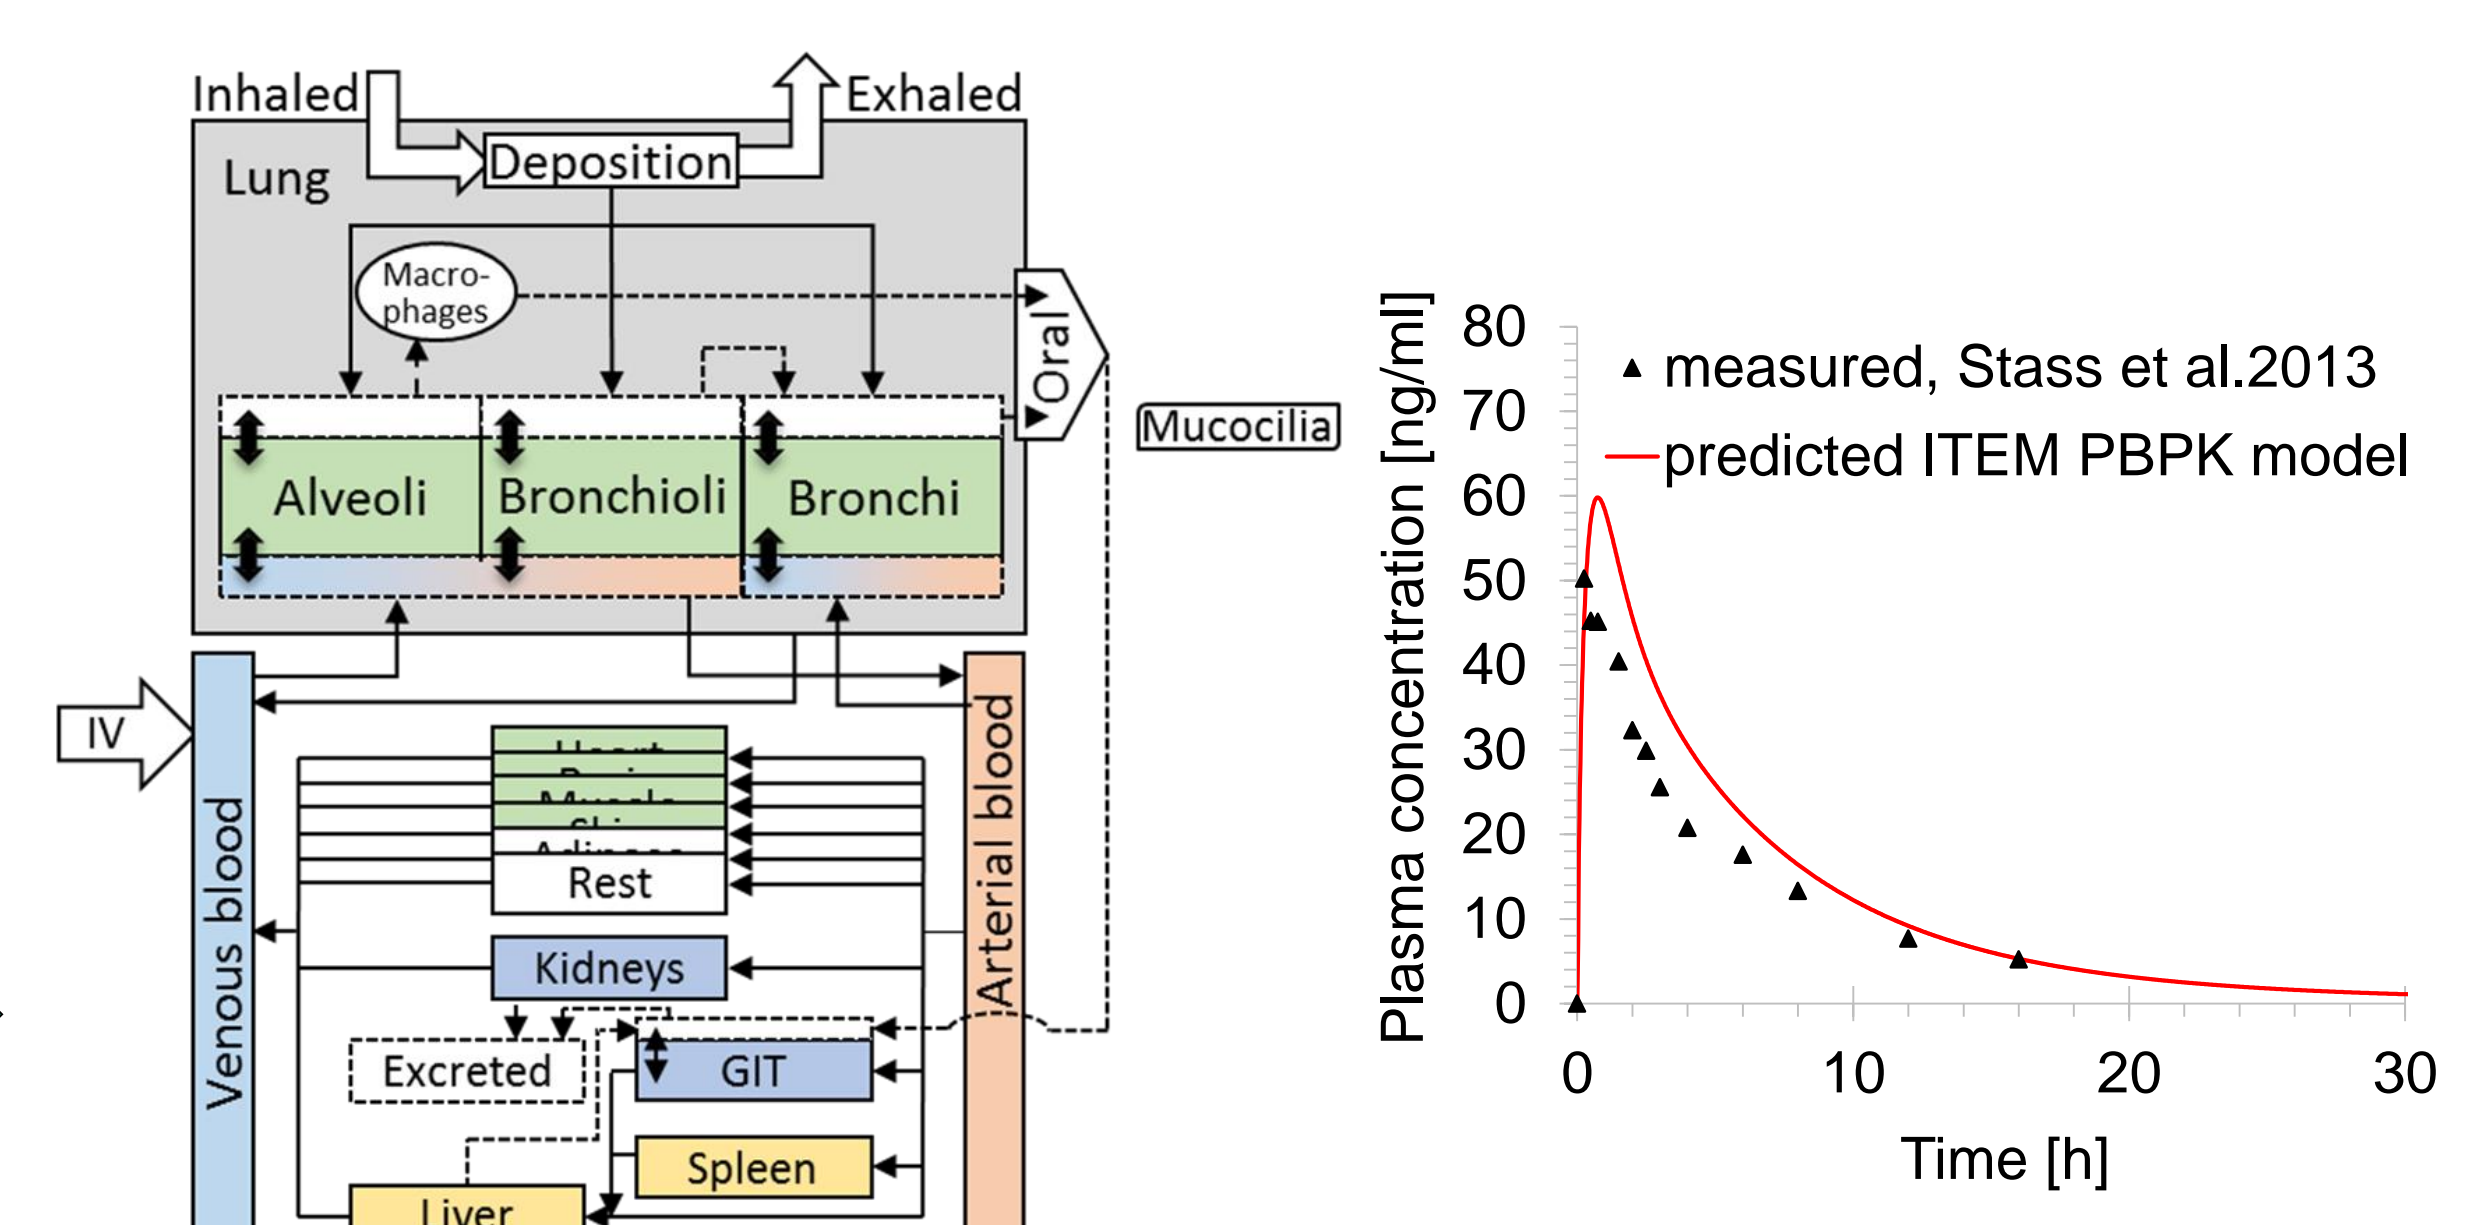 Inhaled
Exhaled
Lung
Deposition
Macro-
phages
Oral
Mucocilia
Alveoli
Bronchioli
Bronchi
IV
Venous blood
Arterial blood
Rest
Kidneys
Excreted
GIT
Spleen
Liver
Plasma concentration [ng/ml]
80
70
60
50
40
30
20
10
0
measured, Stass et al.2013
predicted ITEM PBPK model
0
10
20
30
Time [h]